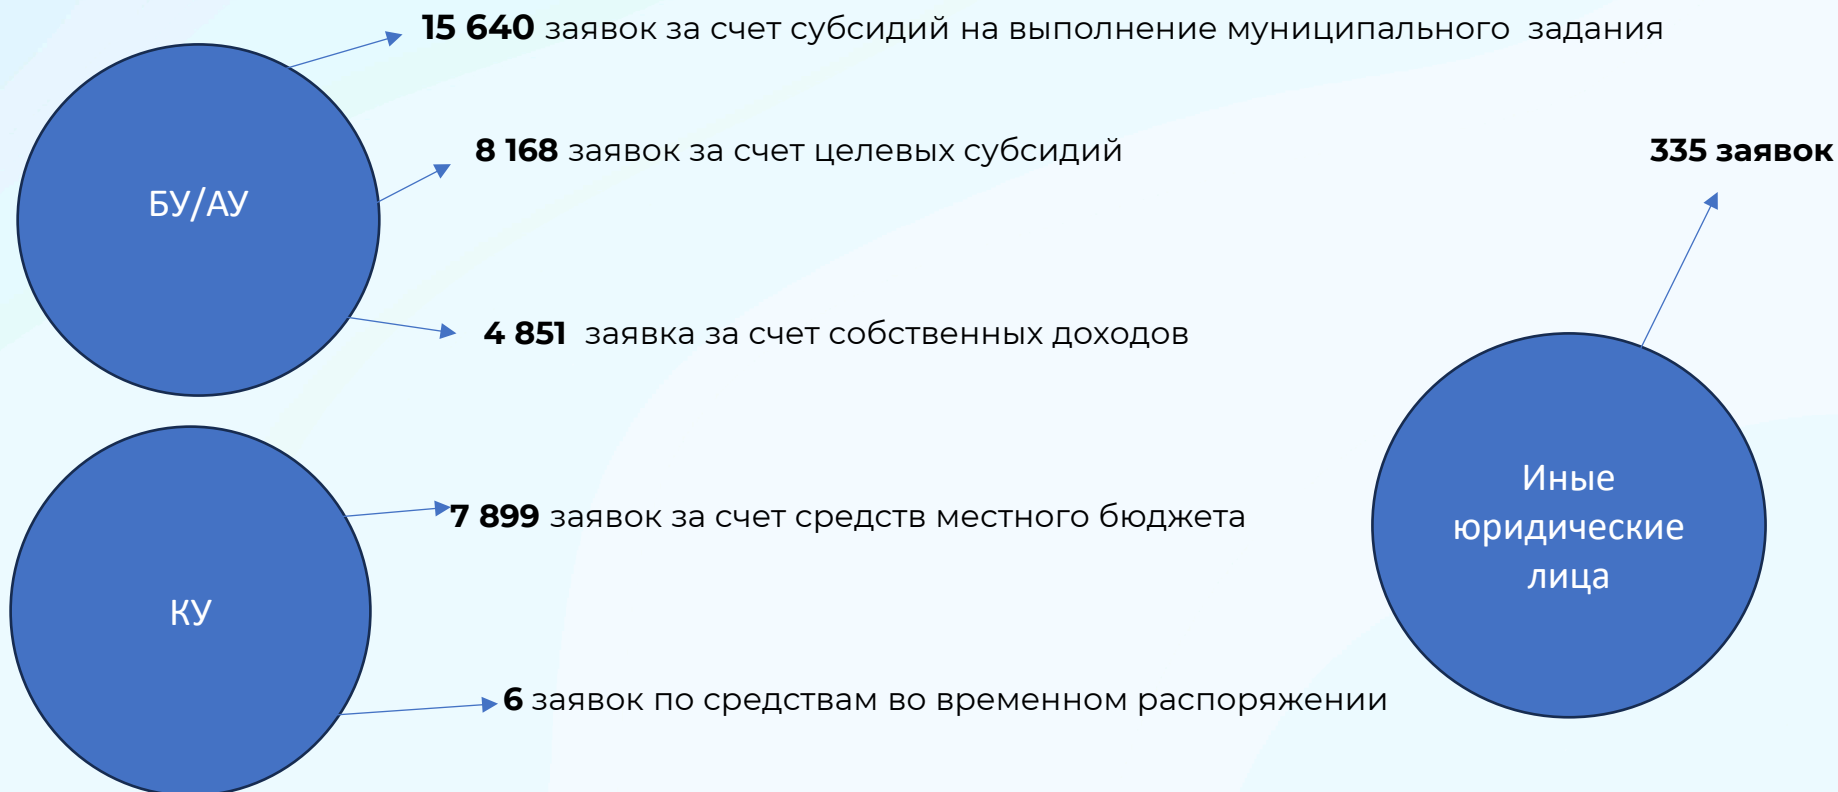 15 640 заявок за счет субсидий на выполнение муниципального задания
БУ/АУ
8 168 заявок за счет целевых субсидий
4 851 заявка за счет собственных доходов
КУ
7 899 заявок за счет средств местного бюджета
6 заявок по средствам во временном распоряжении
335 заявок
Иные
юридические
лица